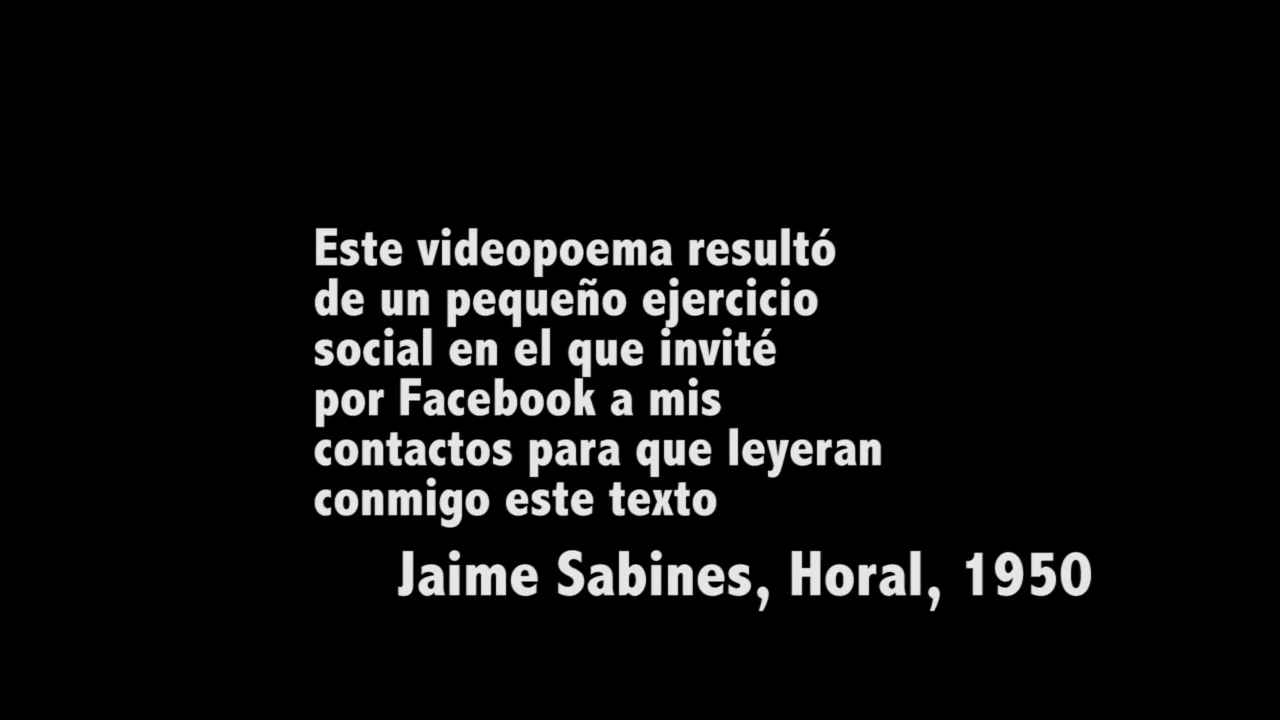 Este videopoema resultó
de un pequeño ejercicio
social en el que invité
por Facebook a mis
contactos para que leyeran
conmigo este texto
Jaime Sabines, Horal, 1950